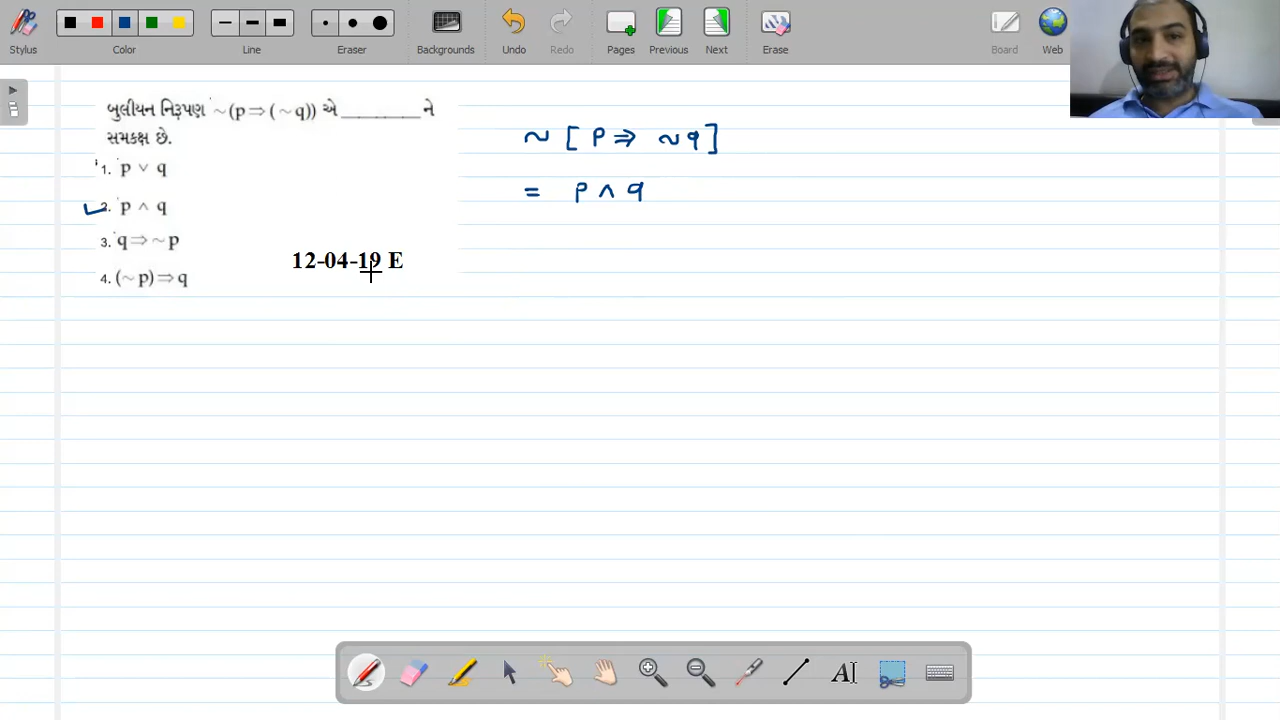 Stylus
Color
Line
Eraser
Backgrounds
Undo
Redo
Pages
Previous
Next
Erase
Board
Web
બુલીયન નિરૂપણ ~(p⇒(~q)) એ ________ ને
સમકક્ષ છે.
1. p ∨ q
2. p ∧ q
3. q⇒~p
4. (~p)⇒q
12-04-19 E
~ [ p ⇒ ~q ]
= p ∧ q